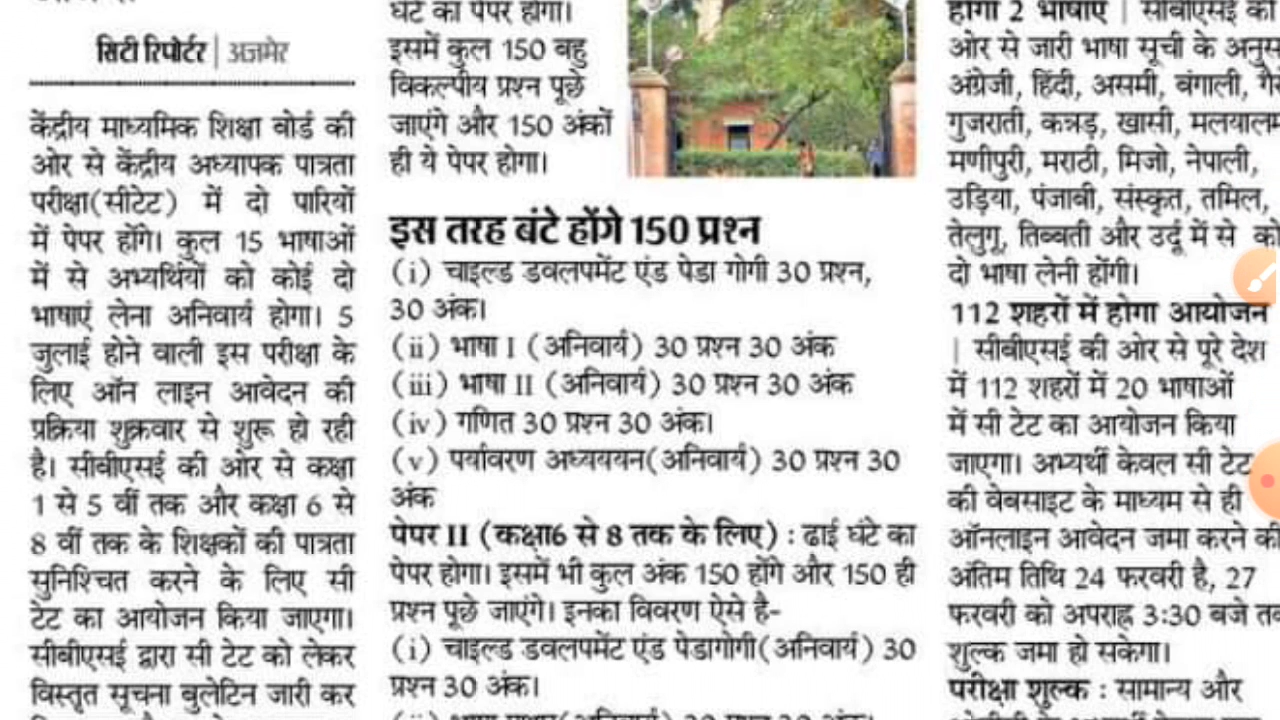 सिटी रिपोर्टर | अजमेर
केंद्रीय माध्यमिक शिक्षा बोर्ड की
ओर से केंद्रीय अध्यापक पात्रता
परीक्षा(सीटेट) में दो पारियों
में पेपर होंगे। कुल 15 भाषाओं
में से अभ्यर्थियों को कोई दो
भाषाएं लेना अनिवार्य होगा। 5
जुलाई होने वाली इस परीक्षा के
लिए ऑन लाइन आवेदन की
प्रक्रिया शुक्रवार से शुरू हो रही
है। सीबीएसई की ओर से कक्षा
1 से 5 वीं तक और कक्षा 6 से
8 वीं तक के शिक्षकों की पात्रता
सुनिश्चित करने के लिए सी
टेट का आयोजन किया जाएगा।
सीबीएसई द्वारा सी टेट को लेकर
विस्तृत सूचना बुलेटिन जारी कर
घंटे का पेपर होगा।
इसमें कुल 150 बहु
विकल्पीय प्रश्न पूछे
जाएंगे और 150 अंकों
ही ये पेपर होगा।
इस तरह बंटे होंगे 150 प्रश्न
(i) चाइल्ड डवलपमेंट एंड पेडा गोगी 30 प्रश्न,
30 अंक।
(ii) भाषा I (अनिवार्य) 30 प्रश्न 30 अंक
(iii) भाषा II (अनिवार्य) 30 प्रश्न 30 अंक
(iv) गणित 30 प्रश्न 30 अंक।
(v) पर्यावरण अध्यययन(अनिवार्य) 30 प्रश्न 30
अंक
पेपर II (कक्षा6 से 8 तक के लिए) : ढाई घंटे का
पेपर होगा। इसमें भी कुल अंक 150 होंगे और 150 ही
प्रश्न पूछे जाएंगे। इनका विवरण ऐसे है-
(i) चाइल्ड डवलपमेंट एंड पेडागोगी(अनिवार्य) 30
प्रश्न 30 अंक।
होंगी 2 भाषाएं | सीबीएसई की
ओर से जारी भाषा सूची के
अंग्रेजी, हिंदी, असमी, बंगाली,
गुजराती, कन्नड़, खासी,
मणीपुरी, मराठी, मिजो, नेपाली,
उड़िया, पंजाबी, संस्कृत, तमिल,
तेलुगू, तिब्बती और उर्दू में से
दो भाषा लेनी होंगी।
112 शहरों में होगा आयोजन
| सीबीएसई की ओर से पूरे देश
में 112 शहरों में 20 भाषाओं
में सी टेट का आयोजन किया
जाएगा। अभ्यर्थी केवल सी टेट
की वेबसाइट के माध्यम से ही
ऑनलाइन आवेदन जमा करने की
अंतिम तिथि 24 फरवरी है, 27
फरवरी को अपराह्न 3:30 बजे
शुल्क जमा हो सकेगा।
परीक्षा शुल्क : सामान्य और